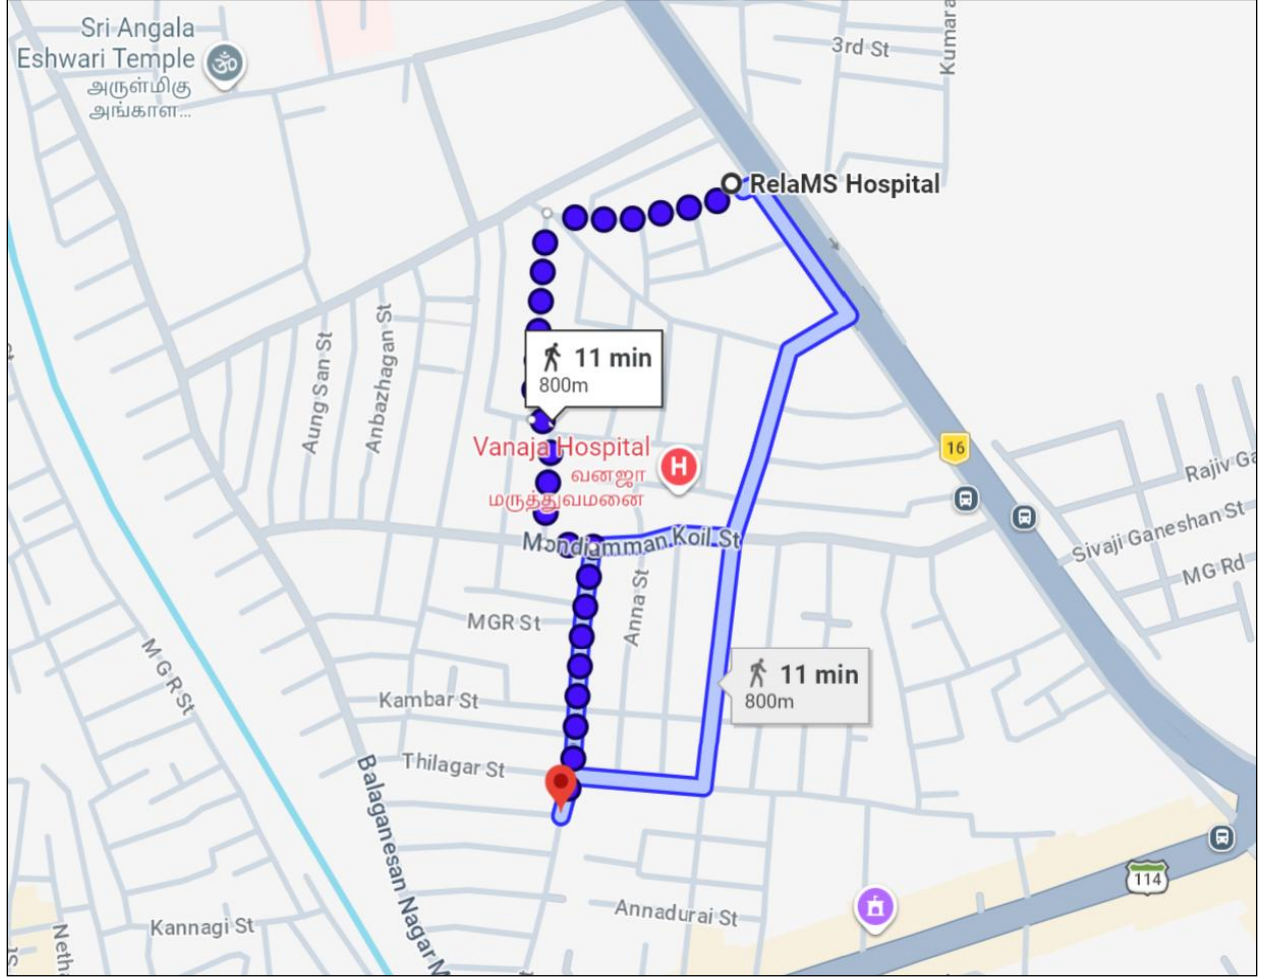 Sri Angala
Eshwari Temple
அருள்மிகு
அங்காள...
3rd St
Kumara
RelaMS Hospital
Aung San St
Anbazhagan St
11 min
800m
Vanaja Hospital
வனஜா
மருத்துவமனை
H
16
Rajiv Ga
Sivaji Ganeshan St
MG Rd
Mondiamman Koil St
Anna St
MGR St
M G R St
11 min
800m
Kambar St
Thilagar St
Balaganesan Nagar M
114
Annadurai St
Kannagi St
Neth